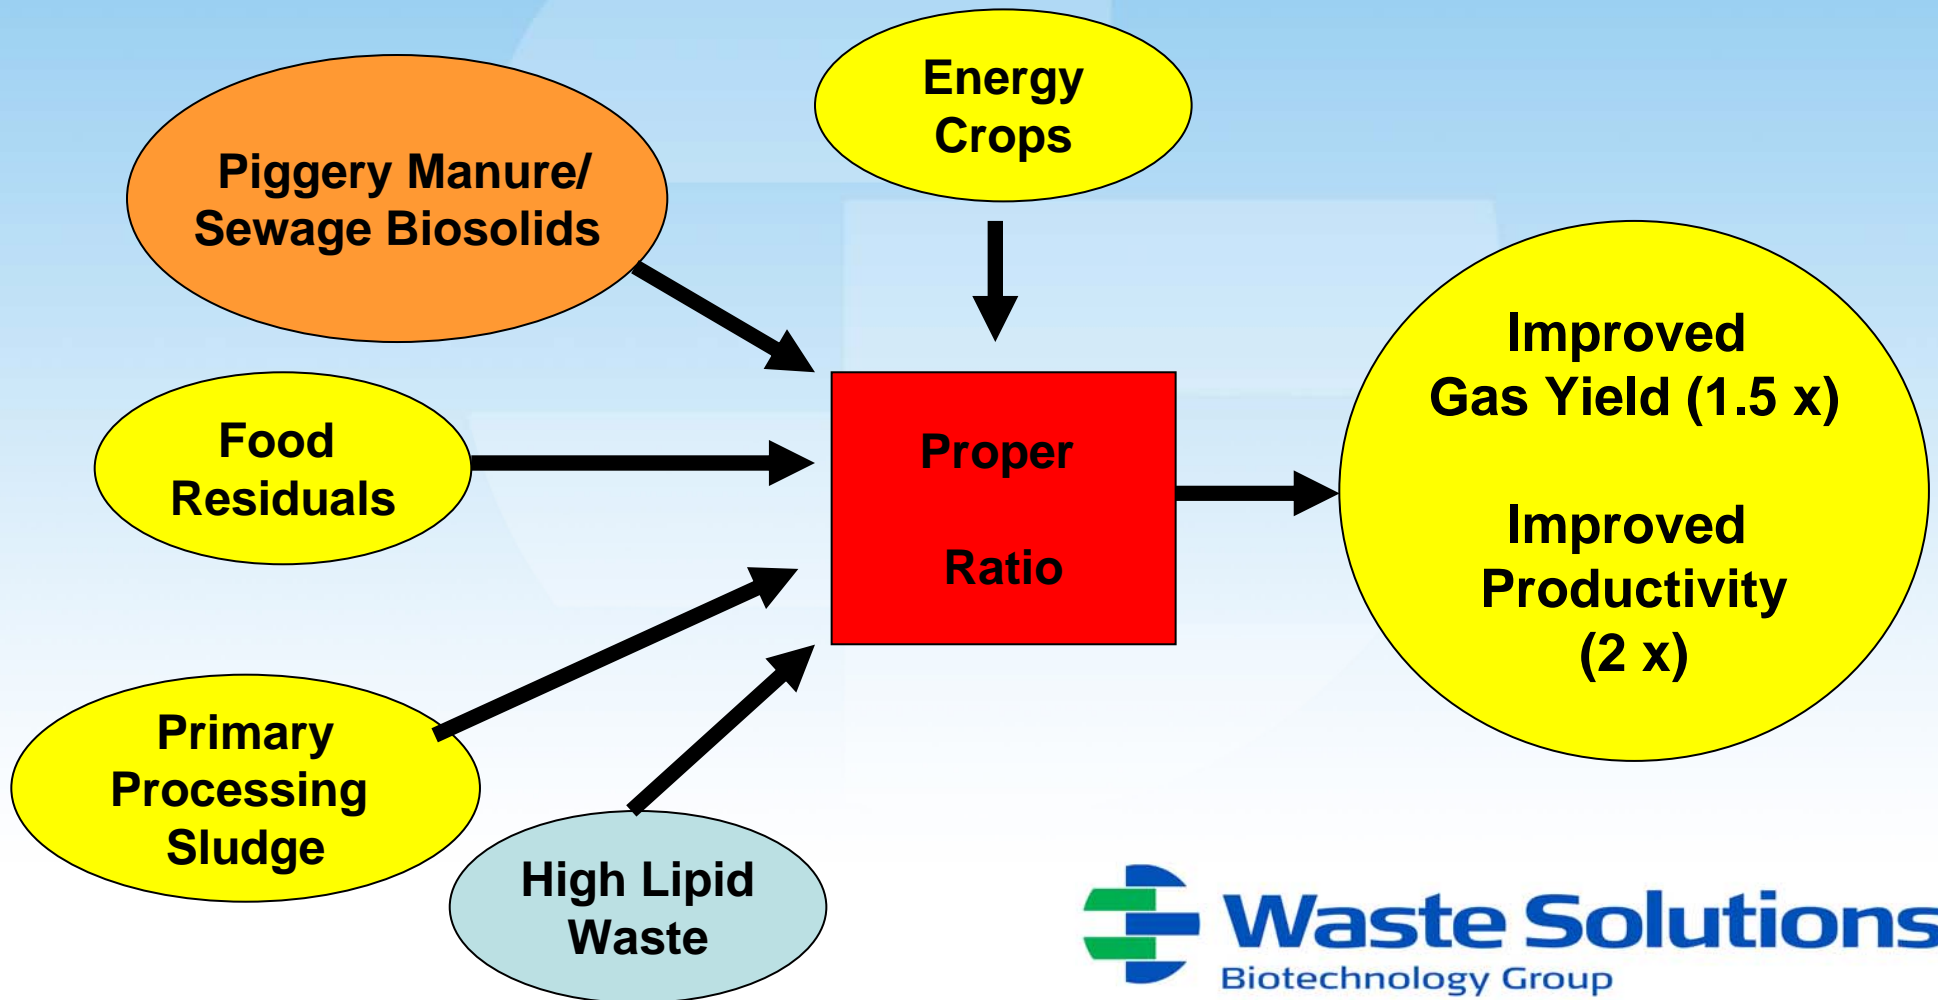 Energy
Crops
Piggery Manure/
Sewage Biosolids
Food
Residuals
Primary
Processing
Sludge
High Lipid
Waste
Proper
Ratio
Improved
Gas Yield (1.5 x)
Improved
Productivity
(2 x)
Waste Solutions
Biotechnology Group